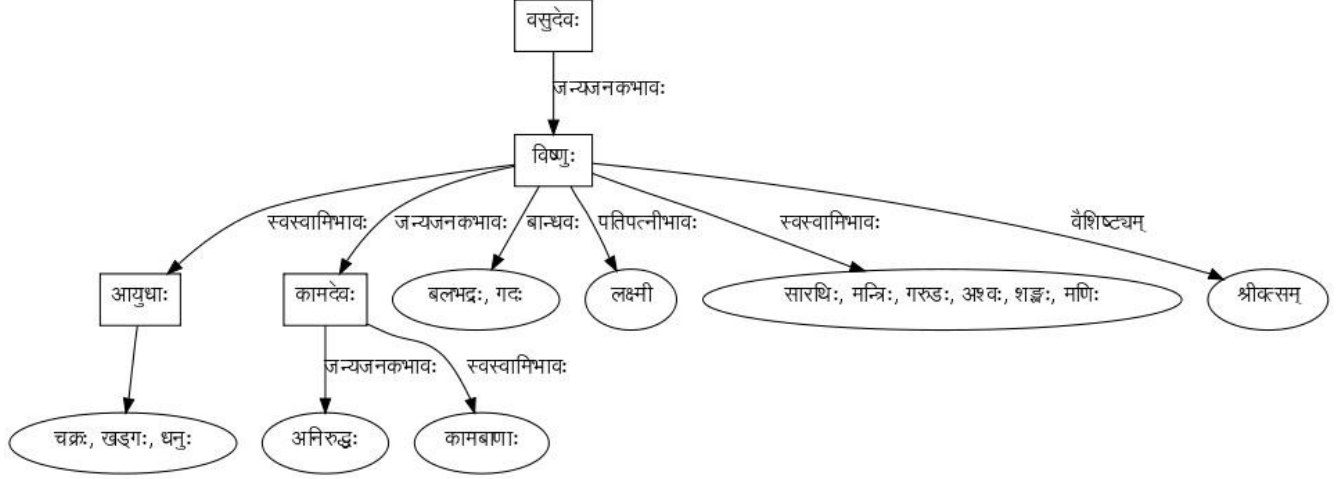 वसुदेवः
जन्यजनकभावः
विष्णुः
स्वस्वामिभावः
जन्यजनकभावः
बान्धवः
पतिपत्नीभावः
स्वस्वामिभावः
वैशिष्ट्यम्
आयुधाः
कामदेवः
बलभद्रः, गदः
लक्ष्मी
सारथिः, मन्त्रिः, गरुडः, अश्वः, शङ्खः, मणिः
श्रीवत्सम्
जन्यजनकभावः
स्वस्वामिभावः
चक्रः, खड्गः, धनुः
अनिरुद्धः
कामबाणाः